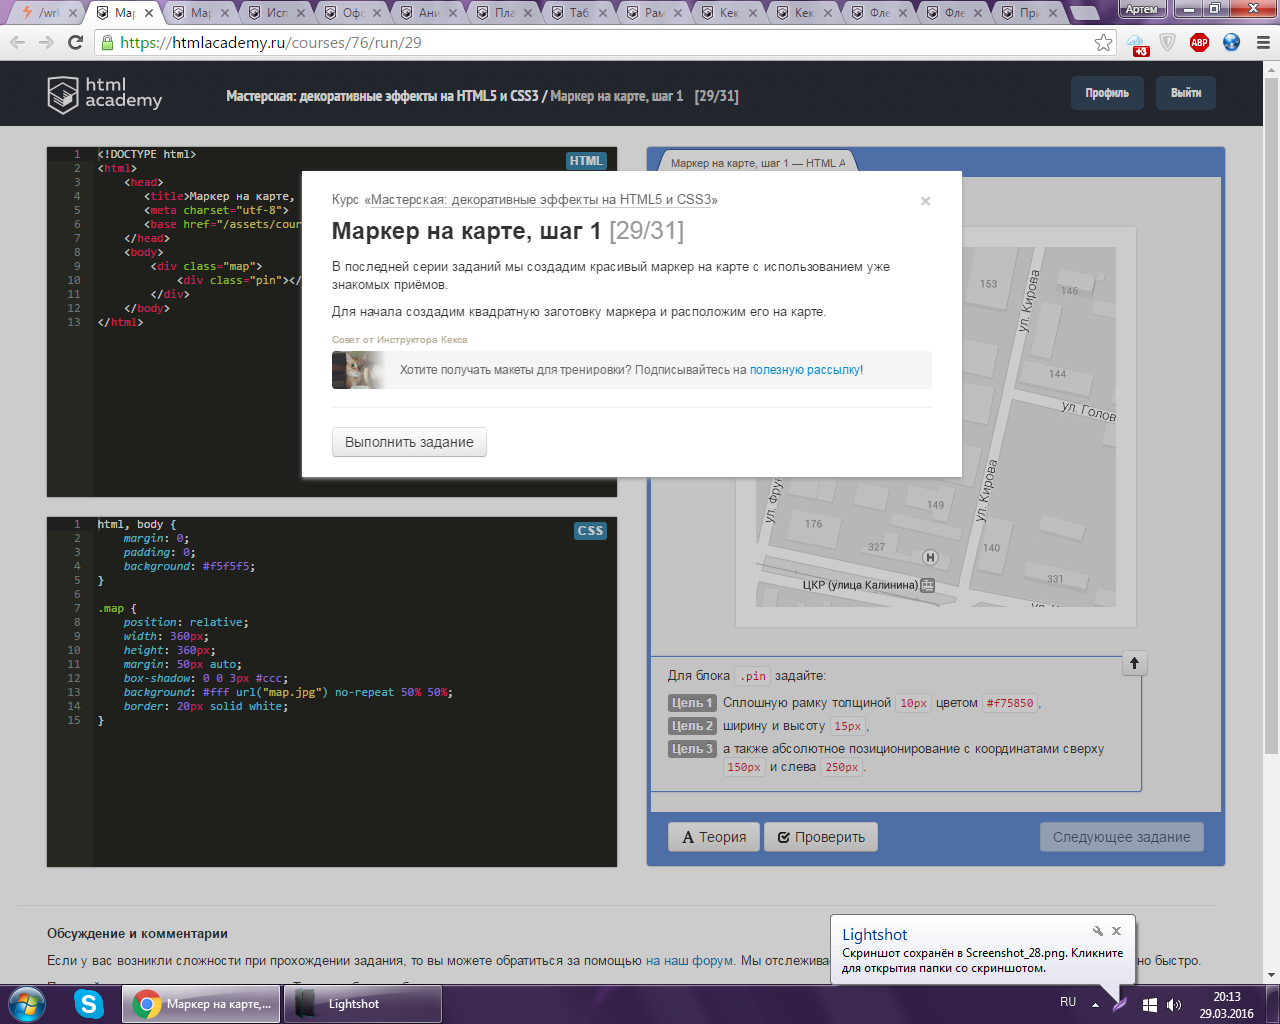 /wrk
Мар
Мар
Исп
Офо
Ани
Пла
Таб
Рам
Кек
Кек
Фле
Фле
При
Артем
https://htmlacademy.ru/courses/76/run/29
+3
ABP
html
academy
Мастерская: декоративные эффекты на HTML5 и CSS3 / Маркер на карте, шаг 1 [29/31]
Профиль
Выйти
HTML
1 <!DOCTYPE html>
2 <html>
3 <head>
4 <title>Маркер на карте,
5 <meta charset="utf-8">
6 <base href="/assets/cour
7 </head>
8 <body>
9 <div class="map">
10 <div class="pin"></
11 </div>
12 </body>
13 </html>
Маркер на карте, шаг 1 — HTML A
Курс «Мастерская: декоративные эффекты на HTML5 и CSS3»
×
Маркер на карте, шаг 1 [29/31]
В последней серии заданий мы создадим красивый маркер на карте с использованием уже
знакомых приёмов.
Для начала создадим квадратную заготовку маркера и расположим его на карте.
Совет от Инструктора Кекса
Хотите получать макеты для тренировки? Подписывайтесь на полезную рассылку!
Выполнить задание
153
146
ул. Кирова
144
ул. Голов
ул. Кирова
ул. Фрун
149
176
327
H
140
331
ЦКР (улица Калинина)
CSS
1 html, body {
2 margin: 0;
3 padding: 0;
4 background: #f5f5f5;
5 }
6
7 .map {
8 position: relative;
9 width: 360px;
10 height: 360px;
11 margin: 50px auto;
12 box-shadow: 0 0 3px #ccc;
13 background: #fff url("map.jpg") no-repeat 50% 50%;
14 border: 20px solid white;
15 }
Для блока .pin задайте:
Цель 1 Сплошную рамку толщиной 10px цветом #f75850,
Цель 2 ширину и высоту 15px,
Цель 3 а также абсолютное позиционирование с координатами сверху
150px и слева 250px.
A Теория
Проверить
Следующее задание
Обсуждение и комментарии
Если у вас возникли сложности при прохождении задания, то вы можете обратиться за помощью на наш форум. Мы отслежива
но быстро.
Lightshot
Скриншот сохранён в Screenshot_28.png. Кликните
для открытия папки со скриншотом.
Маркер на карте,...
Lightshot
RU
20:13
29.03.2016